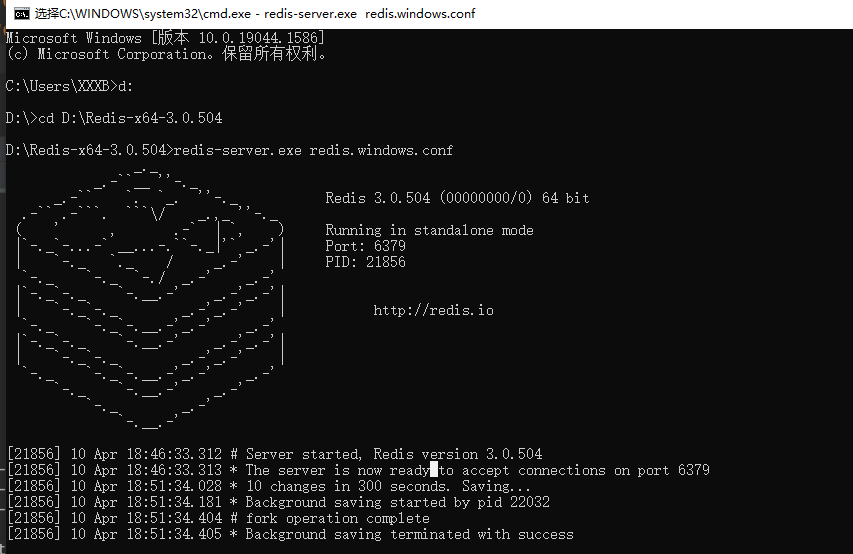 选择C:\WINDOWS\system32\cmd.exe - redis-server.exe  redis.windows.conf
Microsoft Windows [版本 10.0.19044.1586]
(c) Microsoft Corporation。保留所有权利。
C:\Users\XXXB>d:
D:\>cd D:\Redis-x64-3.0.504
D:\Redis-x64-3.0.504>redis-server.exe redis.windows.conf
Redis 3.0.504 (00000000/0) 64 bit
Running in standalone mode
Port: 6379
PID: 21856
http://redis.io
[21856] 10 Apr 18:46:33.312 # Server started, Redis version 3.0.504
[21856] 10 Apr 18:46:33.313 * The server is now ready to accept connections on port 6379
[21856] 10 Apr 18:51:34.028 * 10 changes in 300 seconds. Saving...
[21856] 10 Apr 18:51:34.181 * Background saving started by pid 22032
[21856] 10 Apr 18:51:34.404 # fork operation complete
[21856] 10 Apr 18:51:34.405 * Background saving terminated with success